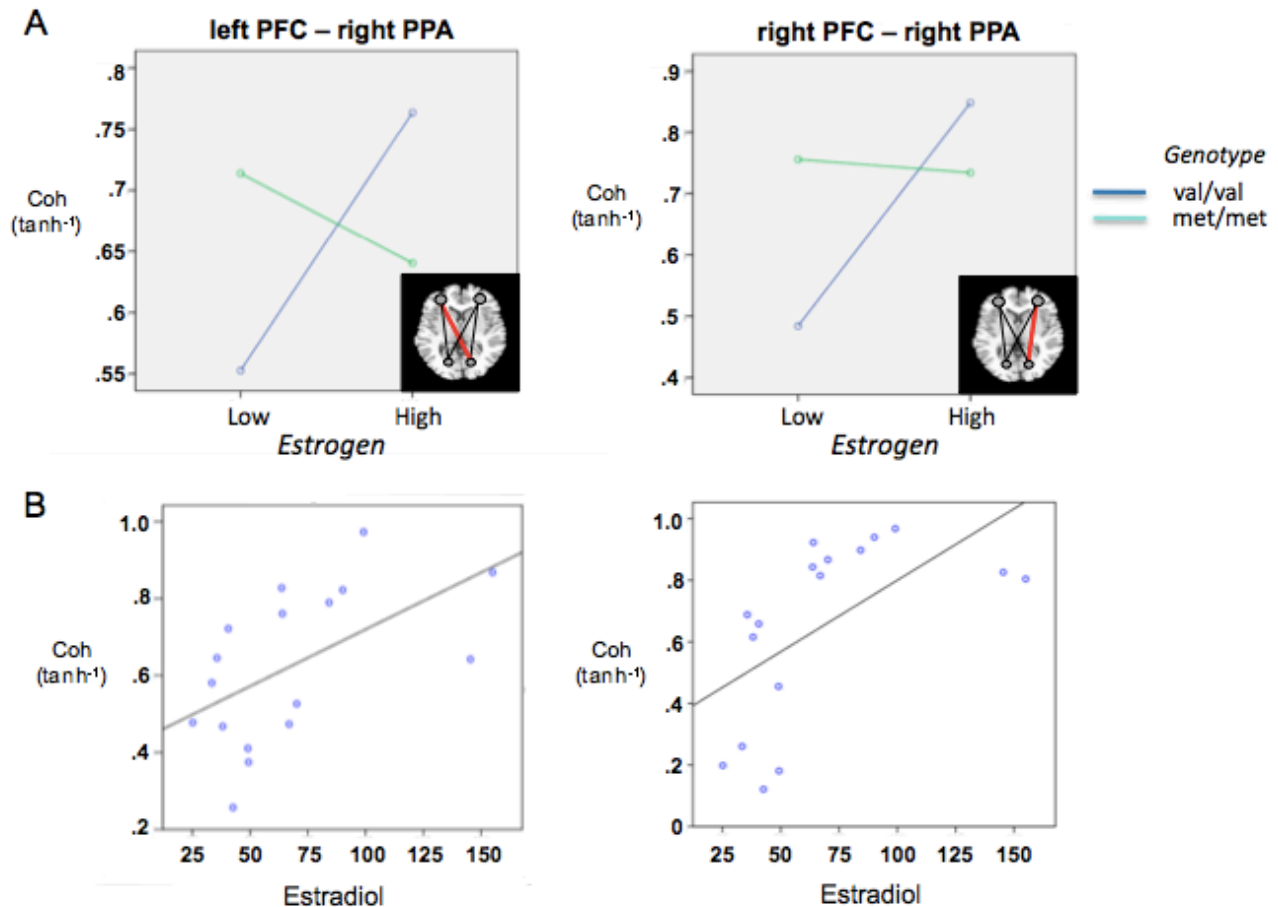 A
left PFC – right PPA
.8
.75
.7
.65
.55
Coh
(tanh⁻¹)
Low
High
Estrogen
right PFC – right PPA
.9
.8
.7
.6
.5
.4
Coh
(tanh⁻¹)
Low
High
Estrogen
Genotype
val/val
met/met
B
1.0
.8
.6
.4
.2
Coh
(tanh⁻¹)
25 50 75 100 125 150
Estradiol
1.0
.8
.6
.4
.2
0
Coh
(tanh⁻¹)
25 50 75 100 125 150
Estradiol